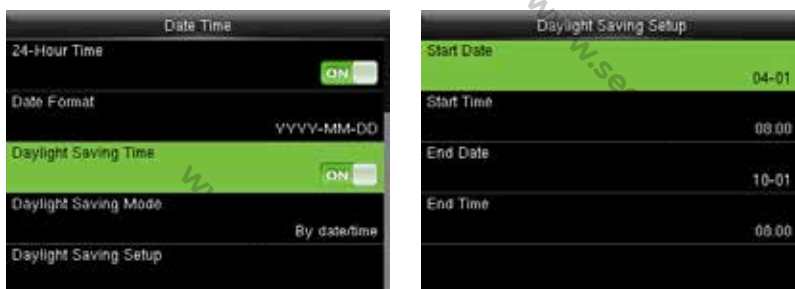 Date Time
24-Hour Time
ON
Date Format
YYYY-MM-DD
Daylight Saving Time
ON
Daylight Saving Mode
By date/time
Daylight Saving Setup
Daylight Saving Setup
Start Date
04-01
Start Time
08:00
End Date
10-01
End Time
08:00